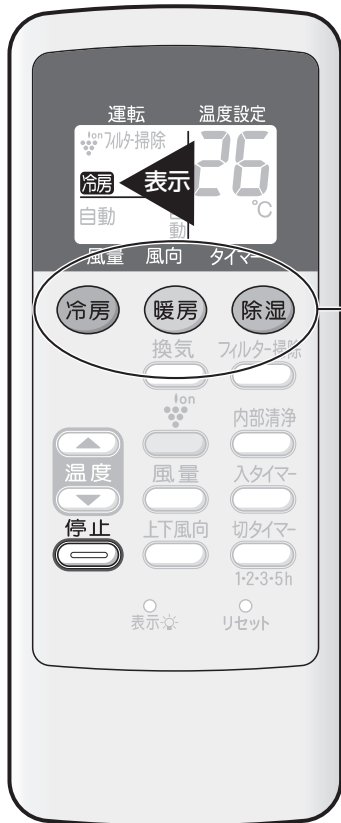 運転 温度設定
ion フィルター掃除
冷房 表示 26℃
自動 自動
風量 風向 タイマー
冷房 暖房 除湿
換気 フィルター掃除
ion 内部清浄
温度 風量 入タイマー
停止 上下風向 切タイマー
1・2・3・5h
表示 リセット